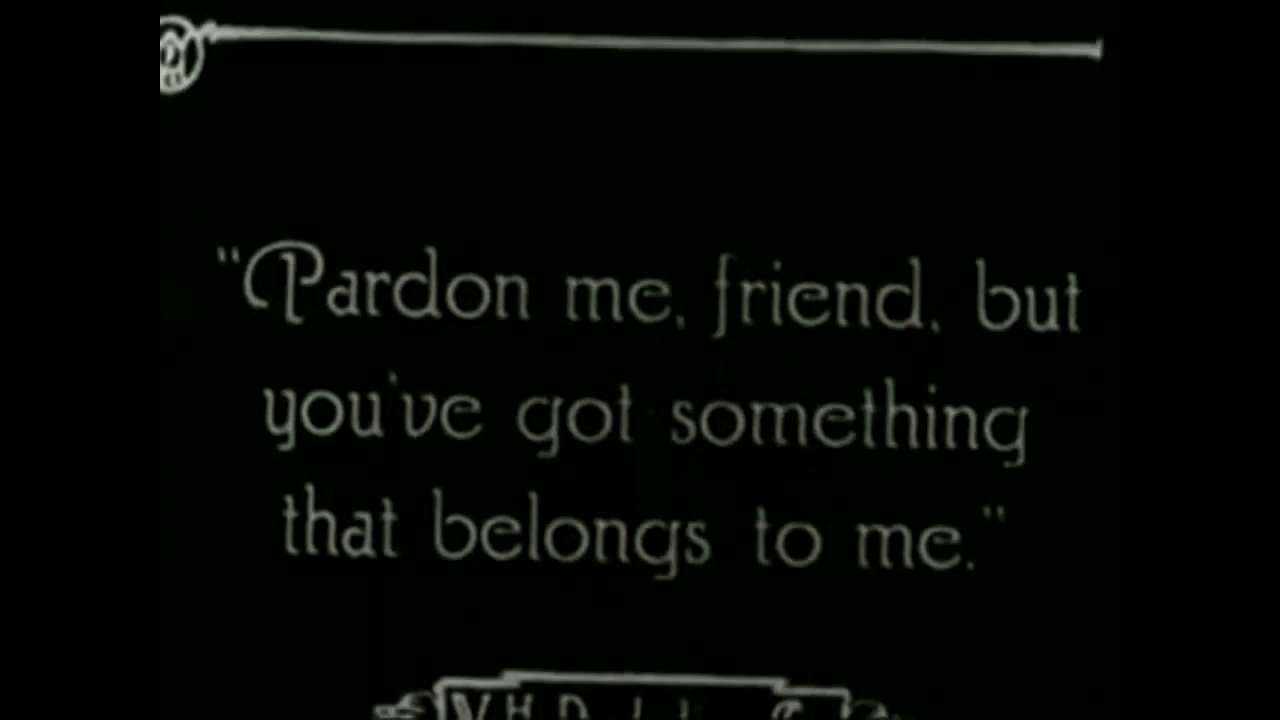 "Pardon me, friend, but
you've got something
that belongs to me."